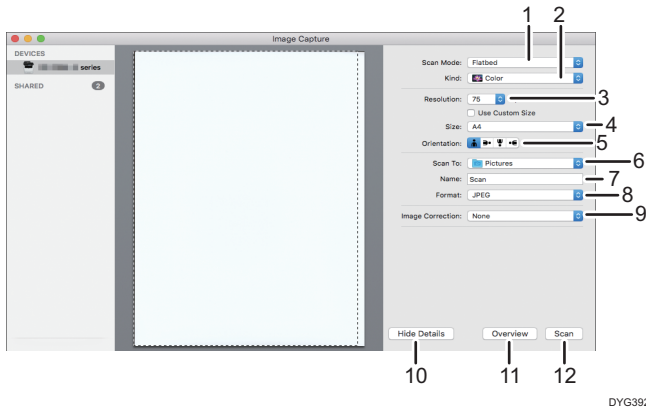 1 2
Image Capture
DEVICES
series
SHARED 2
Scan Mode: Flatbed
Kind: Color
Resolution: 75 3
Use Custom Size
Size: A4 4
Orientation: 5
Scan To: Pictures 6
Name: Scan 7
Format: JPEG 8
Image Correction: None 9
Hide Details Overview Scan
10 11 12
DYG392